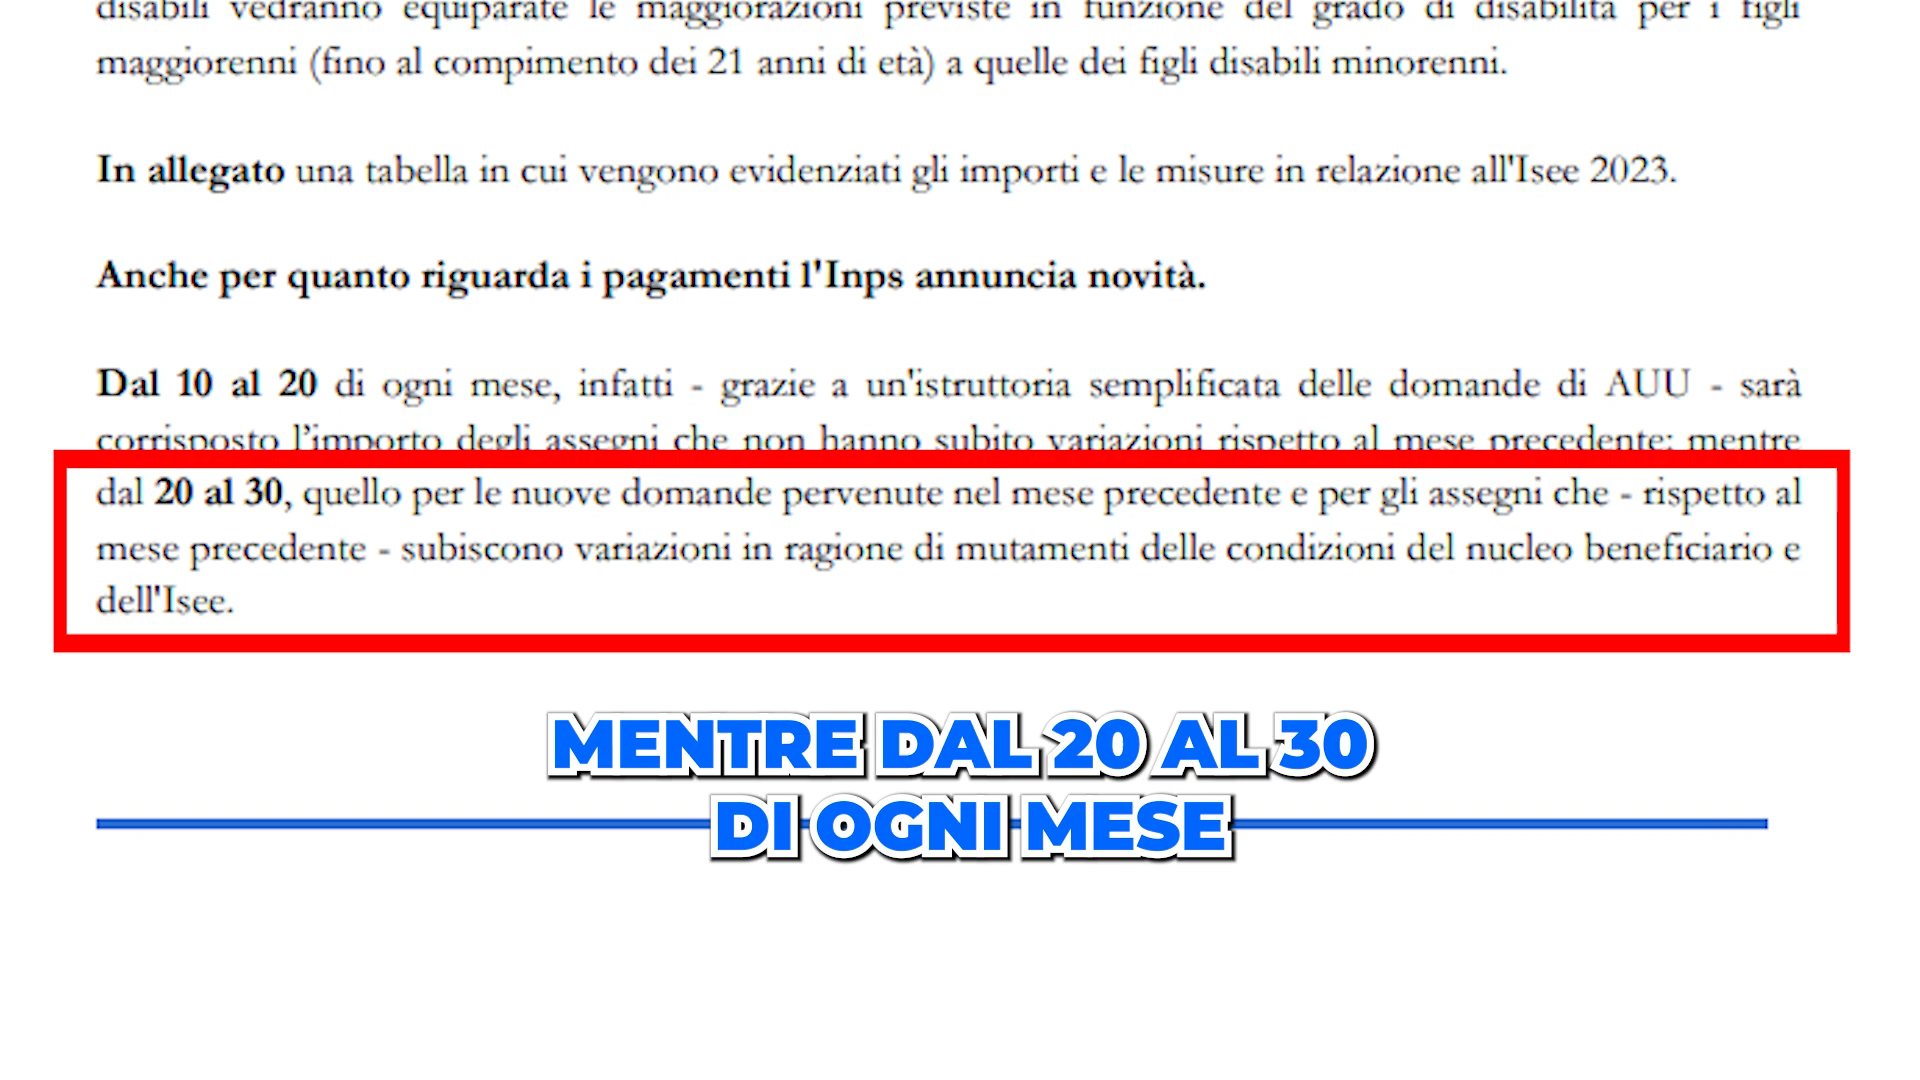 disabili vedranno equiparate le maggiorazioni previste in funzione del grado di disabilità per i figli
maggiorenni (fino al compimento dei 21 anni di età) a quelle dei figli disabili minorenni.
In allegato una tabella in cui vengono evidenziati gli importi e le misure in relazione all'Isee 2023.
Anche per quanto riguarda i pagamenti l'Inps annuncia novità.
Dal 10 al 20 di ogni mese, infatti - grazie a un'istruttoria semplificata delle domande di AUU - sarà
corrisposto l’importo degli assegni che non hanno subito variazioni rispetto al mese precedente; mentre
dal 20 al 30, quello per le nuove domande pervenute nel mese precedente e per gli assegni che - rispetto al
mese precedente - subiscono variazioni in ragione di mutamenti delle condizioni del nucleo beneficiario e
dell'Isee.
MENTRE DAL 20 AL 30
DI OGNI MESE